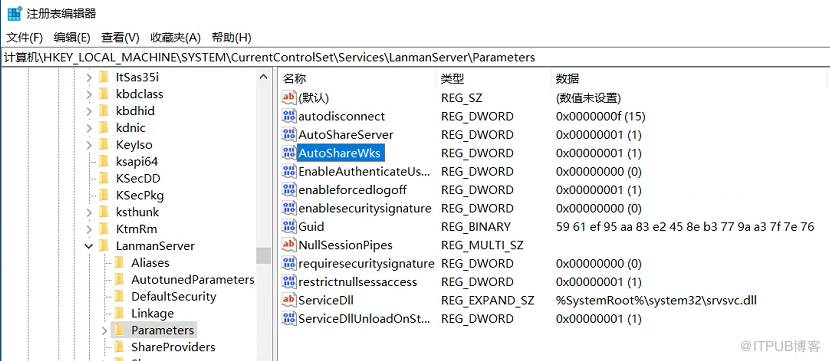 注册表编辑器
文件(F) 编辑(E) 查看(V) 收藏夹(A) 帮助(H)
计算机\HKEY_LOCAL_MACHINE\SYSTEM\CurrentControlSet\Services\LanmanServer\Parameters
ItSas35i
kbdclass
kbdhid
kdnic
KeyIso
ksapi64
KSecDD
KSecPkg
ksthunk
KtmRm
LanmanServer
Aliases
AutotunedParameters
DefaultSecurity
Linkage
Parameters
ShareProviders
名称 类型 数据
(默认) REG_SZ (数值未设置)
autodisconnect REG_DWORD 0x0000000f (15)
AutoShareServer REG_DWORD 0x00000001 (1)
AutoShareWks REG_DWORD 0x00000001 (1)
EnableAuthenticateUs... REG_DWORD 0x00000000 (0)
enableforcedlogoff REG_DWORD 0x00000001 (1)
enablesecuritysignature REG_DWORD 0x00000000 (0)
Guid REG_BINARY 59 61 ef 95 aa 83 e2 45 8e b3 77 9a a3 7f 7e 76
NullSessionPipes REG_MULTI_SZ
requiresecuritysignature REG_DWORD 0x00000000 (0)
restrictnullsessaccess REG_DWORD 0x00000001 (1)
ServiceDll REG_EXPAND_SZ %SystemRoot%\system32\srvsvc.dll
ServiceDllUnloadOnSt... REG_DWORD 0x00000001 (1)
@ITPUB博客